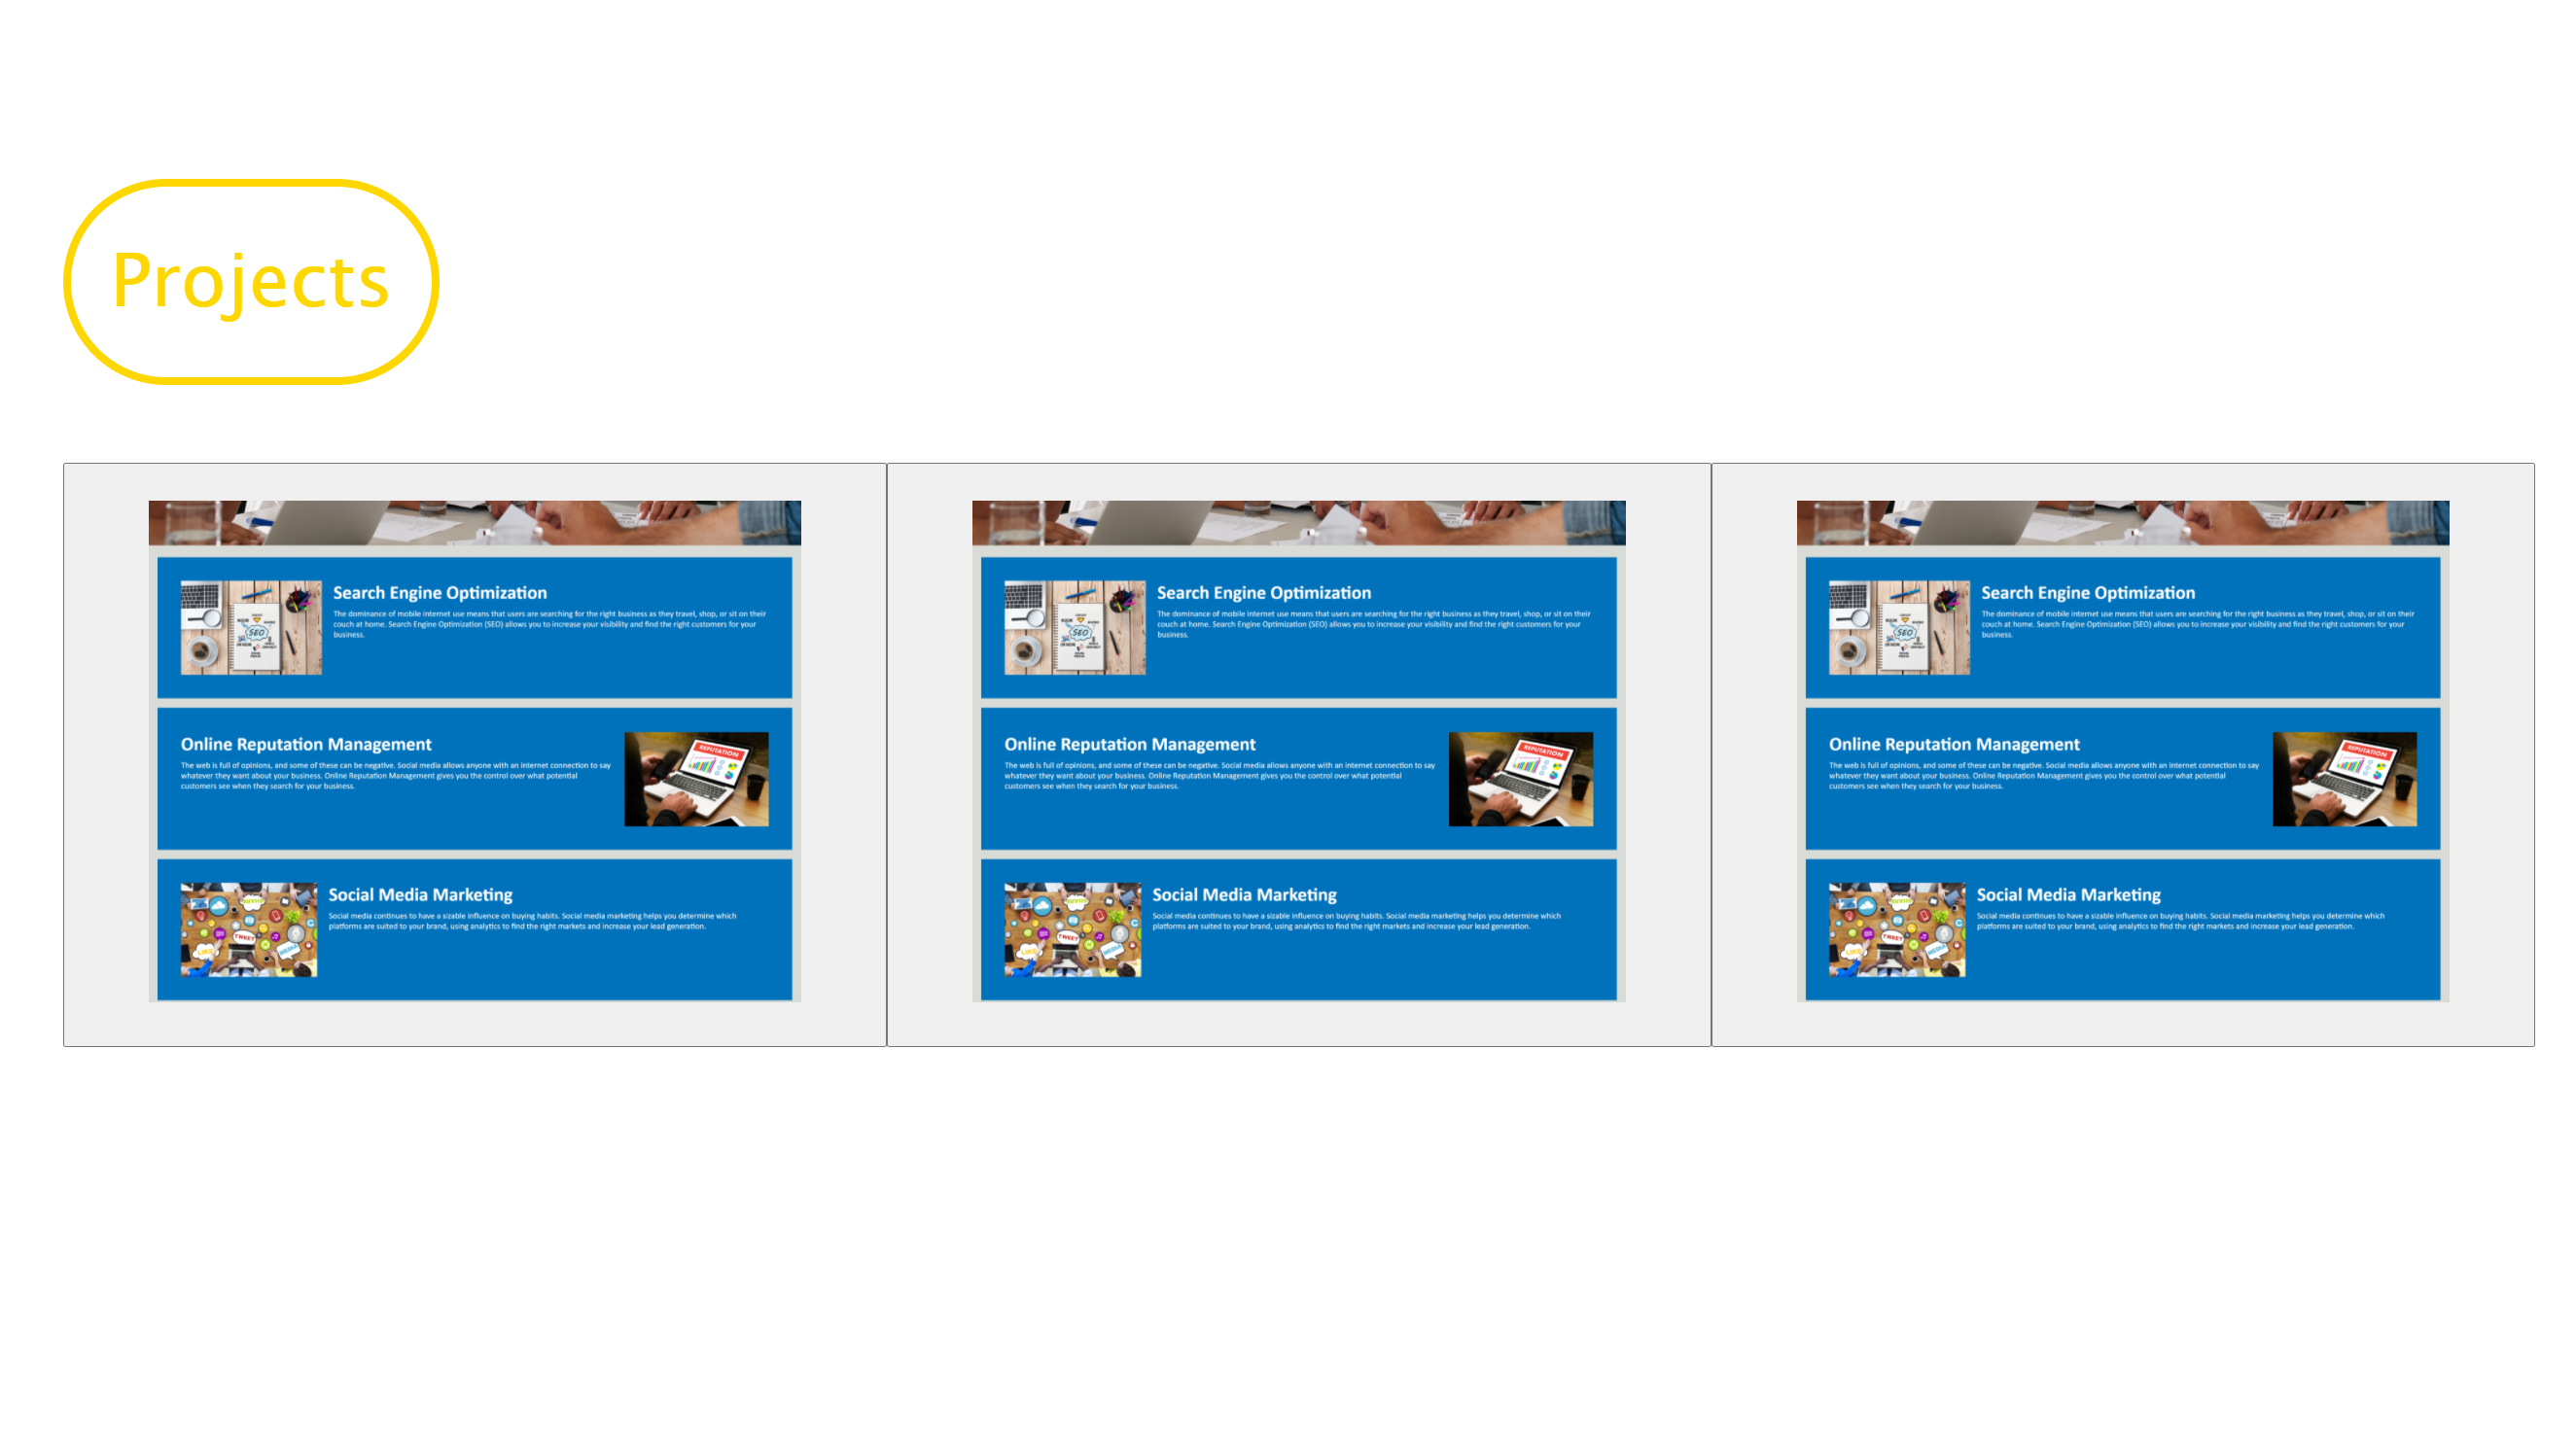 Projects
Search Engine Optimization
The dominance of mobile internet use means that users are searching for the right business as they travel, shop, or sit on their
couch at home. Search Engine Optimization (SEO) allows you to increase your visibility and find the right customers for your
business.
SEO
Online Reputation Management
The web is full of opinions, and some of these can be negative. Social media allows anyone with an internet connection to say
whatever they want about your business. Online Reputation Management gives you the control over what potential
customers see when they search for your business.
REPUTATION
Social Media Marketing
Social media continues to have a sizable influence on buying habits. Social media marketing helps you determine which
platforms are suited to your brand, using analytics to find the right markets and increase your lead generation.
TWEET
LIKE
MEDIA
Search Engine Optimization
The dominance of mobile internet use means that users are searching for the right business as they travel, shop, or sit on their
couch at home. Search Engine Optimization (SEO) allows you to increase your visibility and find the right customers for your
business.
SEO
Online Reputation Management
The web is full of opinions, and some of these can be negative. Social media allows anyone with an internet connection to say
whatever they want about your business. Online Reputation Management gives you the control over what potential
customers see when they search for your business.
REPUTATION
Social Media Marketing
Social media continues to have a sizable influence on buying habits. Social media marketing helps you determine which
platforms are suited to your brand, using analytics to find the right markets and increase your lead generation.
TWEET
LIKE
MEDIA
Search Engine Optimization
The dominance of mobile internet use means that users are searching for the right business as they travel, shop, or sit on their
couch at home. Search Engine Optimization (SEO) allows you to increase your visibility and find the right customers for your
business.
SEO
Online Reputation Management
The web is full of opinions, and some of these can be negative. Social media allows anyone with an internet connection to say
whatever they want about your business. Online Reputation Management gives you the control over what potential
customers see when they search for your business.
REPUTATION
Social Media Marketing
Social media continues to have a sizable influence on buying habits. Social media marketing helps you determine which
platforms are suited to your brand, using analytics to find the right markets and increase your lead generation.
TWEET
LIKE
MEDIA